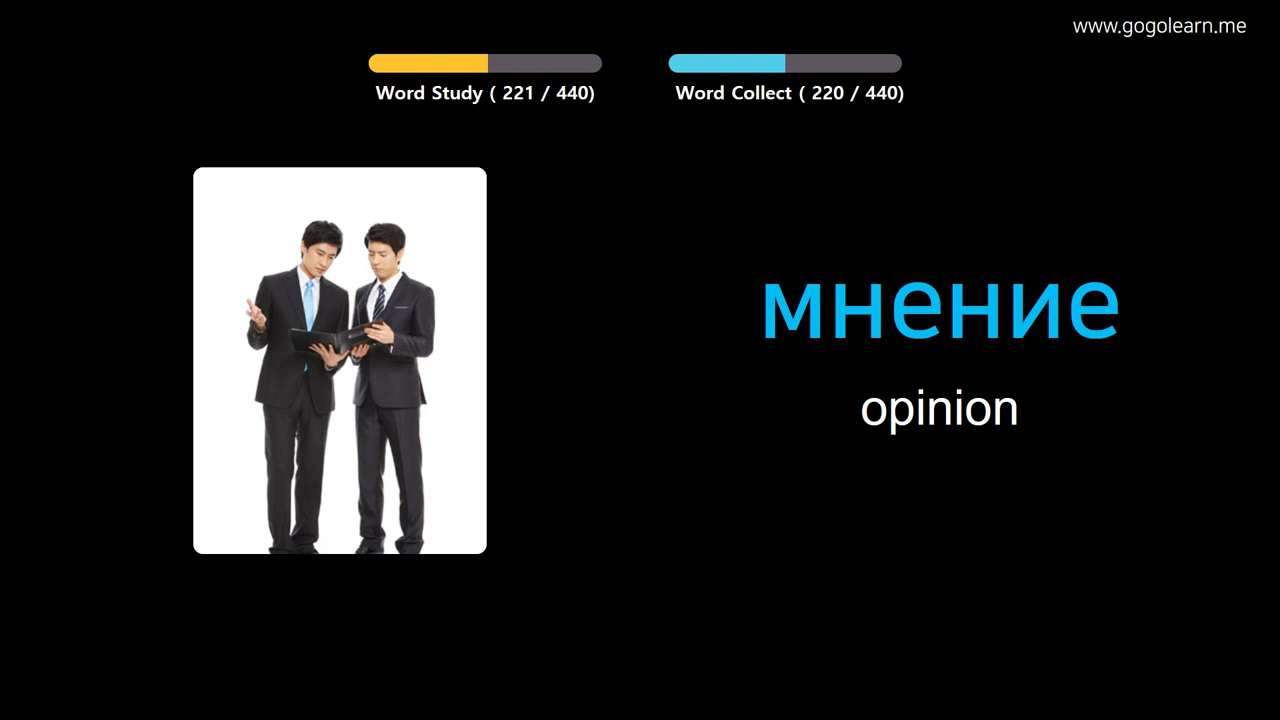 www.gogolearn.me
Word Study ( 221 / 440)
Word Collect ( 220 / 440)
мнение
opinion